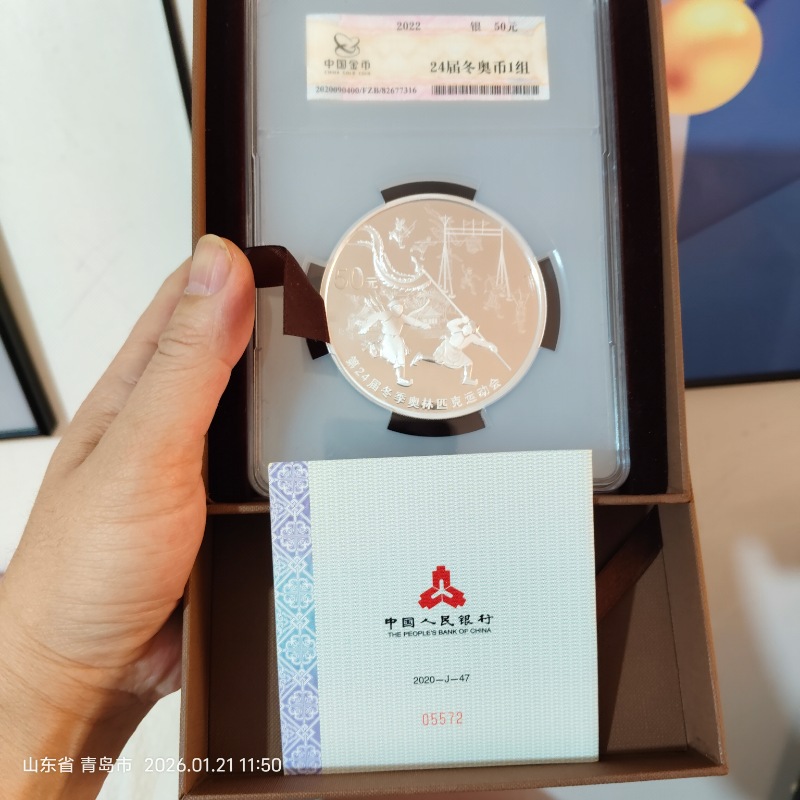 2022 银 50元
中国金币
CHINA GOLD COIN
24届冬奥币1组
2020090400/FZB/82677316
50元
第24届冬季奥林匹克运动会
中国人民银行
THE PEOPLE'S BANK OF CHINA
2020-J-47
05572
山东省 青岛市 2026.01.21 11:50